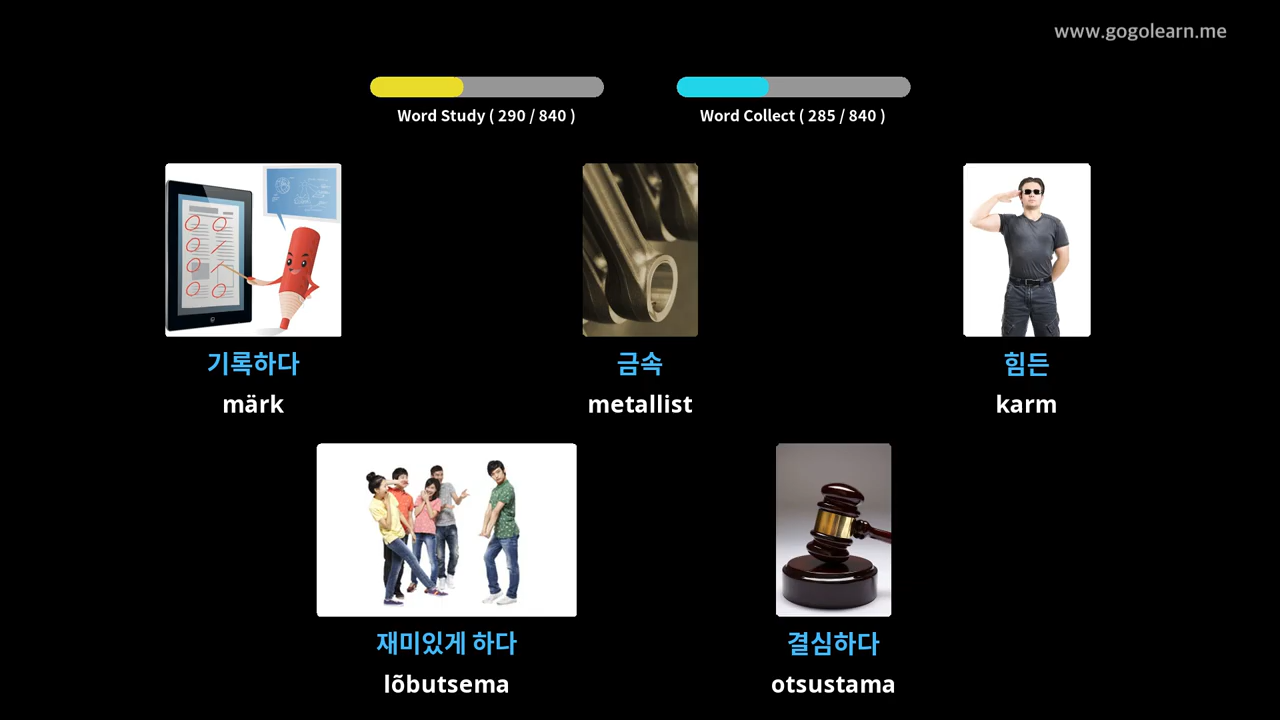 www.gogolearn.me
Word Study ( 290 / 840 )
Word Collect ( 285 / 840 )
기록하다
märk
금속
metallist
힘든
karm
재미있게 하다
lõbutsema
결심하다
otsustama